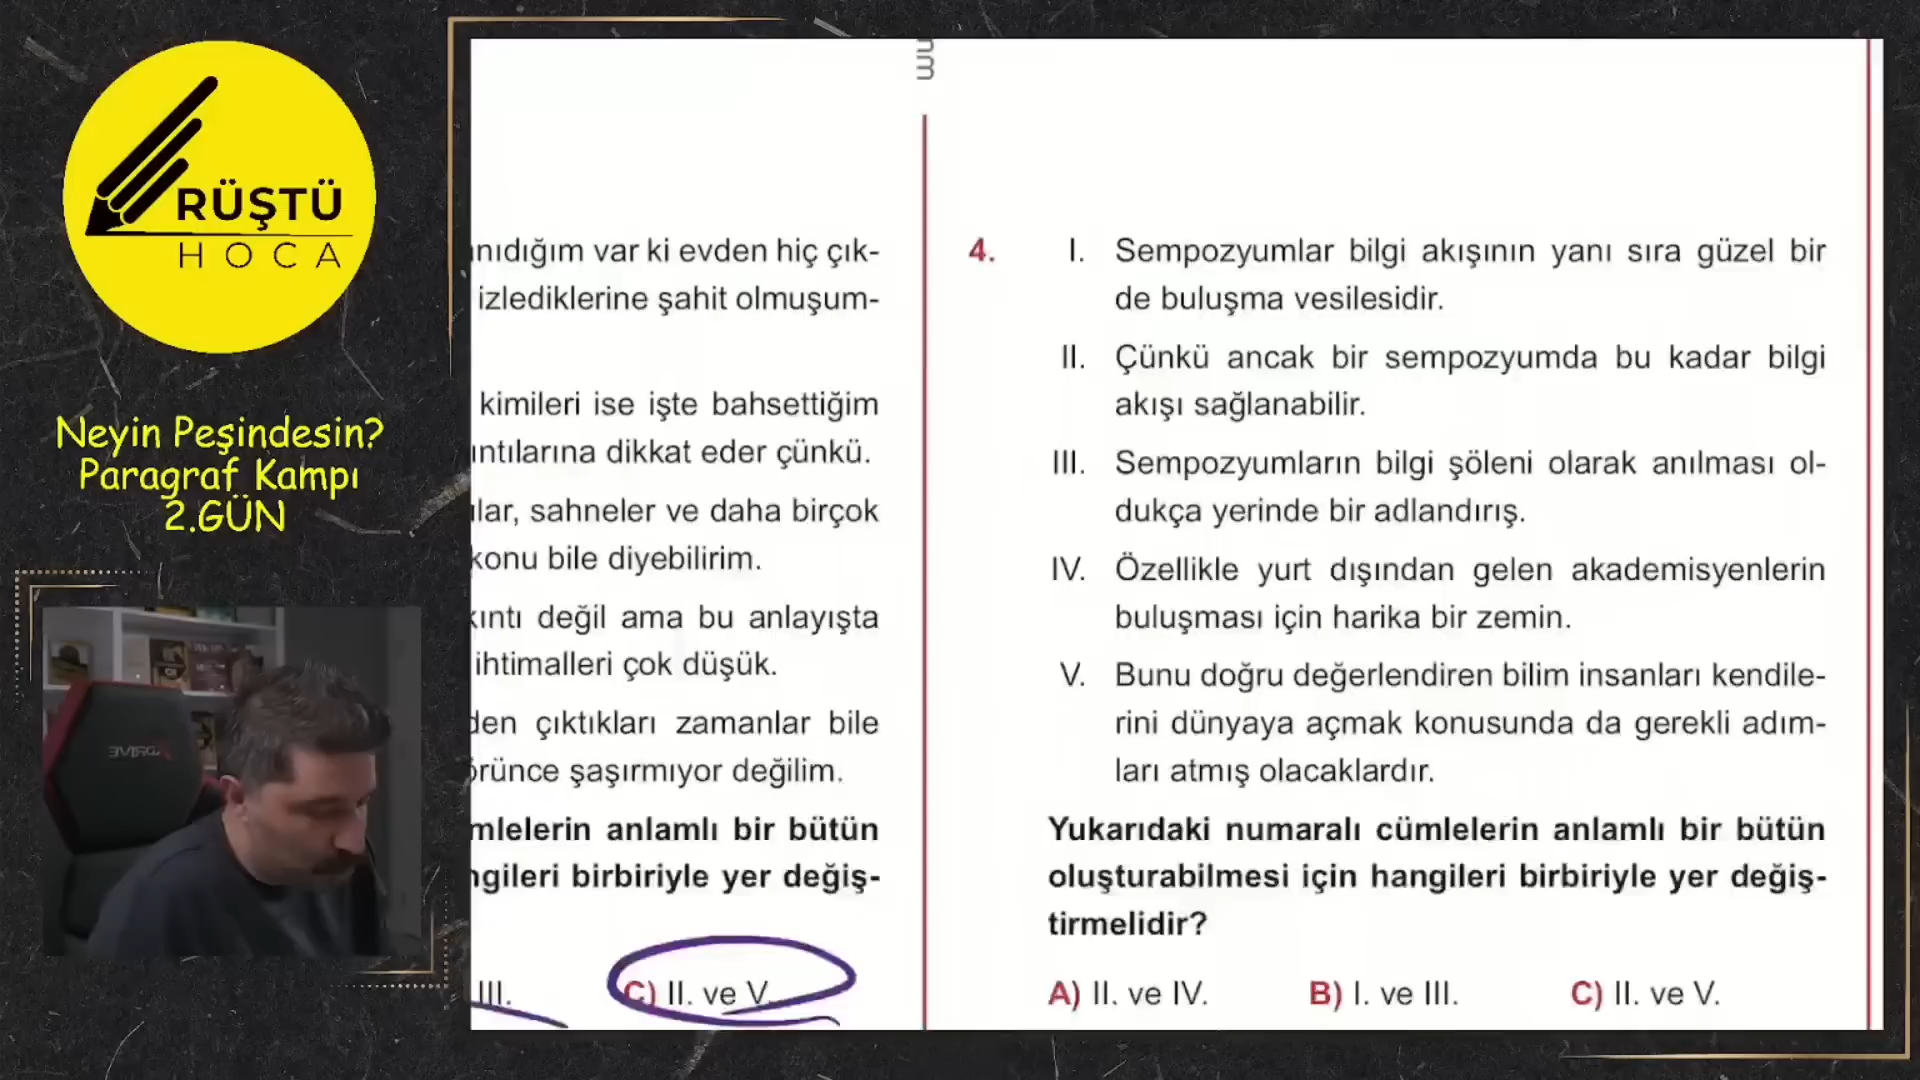 RÜŞTÜ
HOCA
Neyin Peşindesin?
Paragraf Kampı
2.GÜN
nıdığım var ki evden hiç çık-
izlediklerine şahit olmuşum-
kimileri ise işte bahsettiğim
ntılarına dikkat eder çünkü.
lar, sahneler ve daha birçok
konu bile diyebilirim.
kıntı değil ama bu anlayışta
ihtimalleri çok düşük.
den çıktıkları zamanlar bile
örünce şaşırmıyor değilim.
mlelerin anlamlı bir bütün
ngileri birbiriyle yer değiş-
III.
C) II. ve V.
4.
I. Sempozyumlar bilgi akışının yanı sıra güzel bir
de buluşma vesilesidir.
II. Çünkü ancak bir sempozyumda bu kadar bilgi
akışı sağlanabilir.
III. Sempozyumların bilgi şöleni olarak anılması ol-
dukça yerinde bir adlandırış.
IV. Özellikle yurt dışından gelen akademisyenlerin
buluşması için harika bir zemin.
V. Bunu doğru değerlendiren bilim insanları kendile-
rini dünyaya açmak konusunda da gerekli adım-
ları atmış olacaklardır.
Yukarıdaki numaralı cümlelerin anlamlı bir bütün
oluşturabilmesi için hangileri birbiriyle yer değiş-
tirmelidir?
A) II. ve IV.
B) I. ve III.
C) II. ve V.